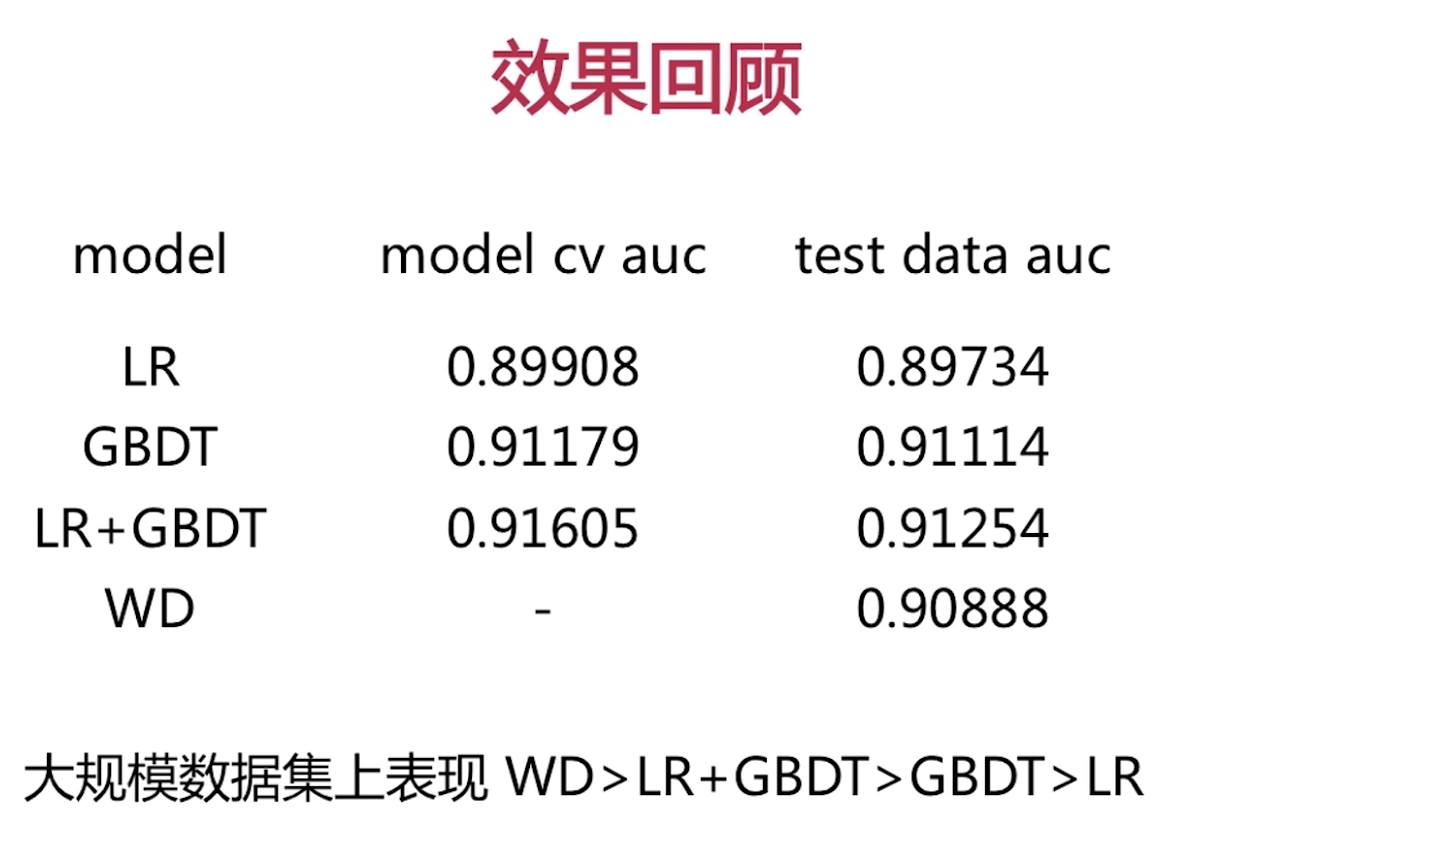 效果回顾
model model cv auc test data auc
LR 0.89908 0.89734
GBDT 0.91179 0.91114
LR+GBDT 0.91605 0.91254
WD - 0.90888
大规模数据集上表现 WD>LR+GBDT>GBDT>LR